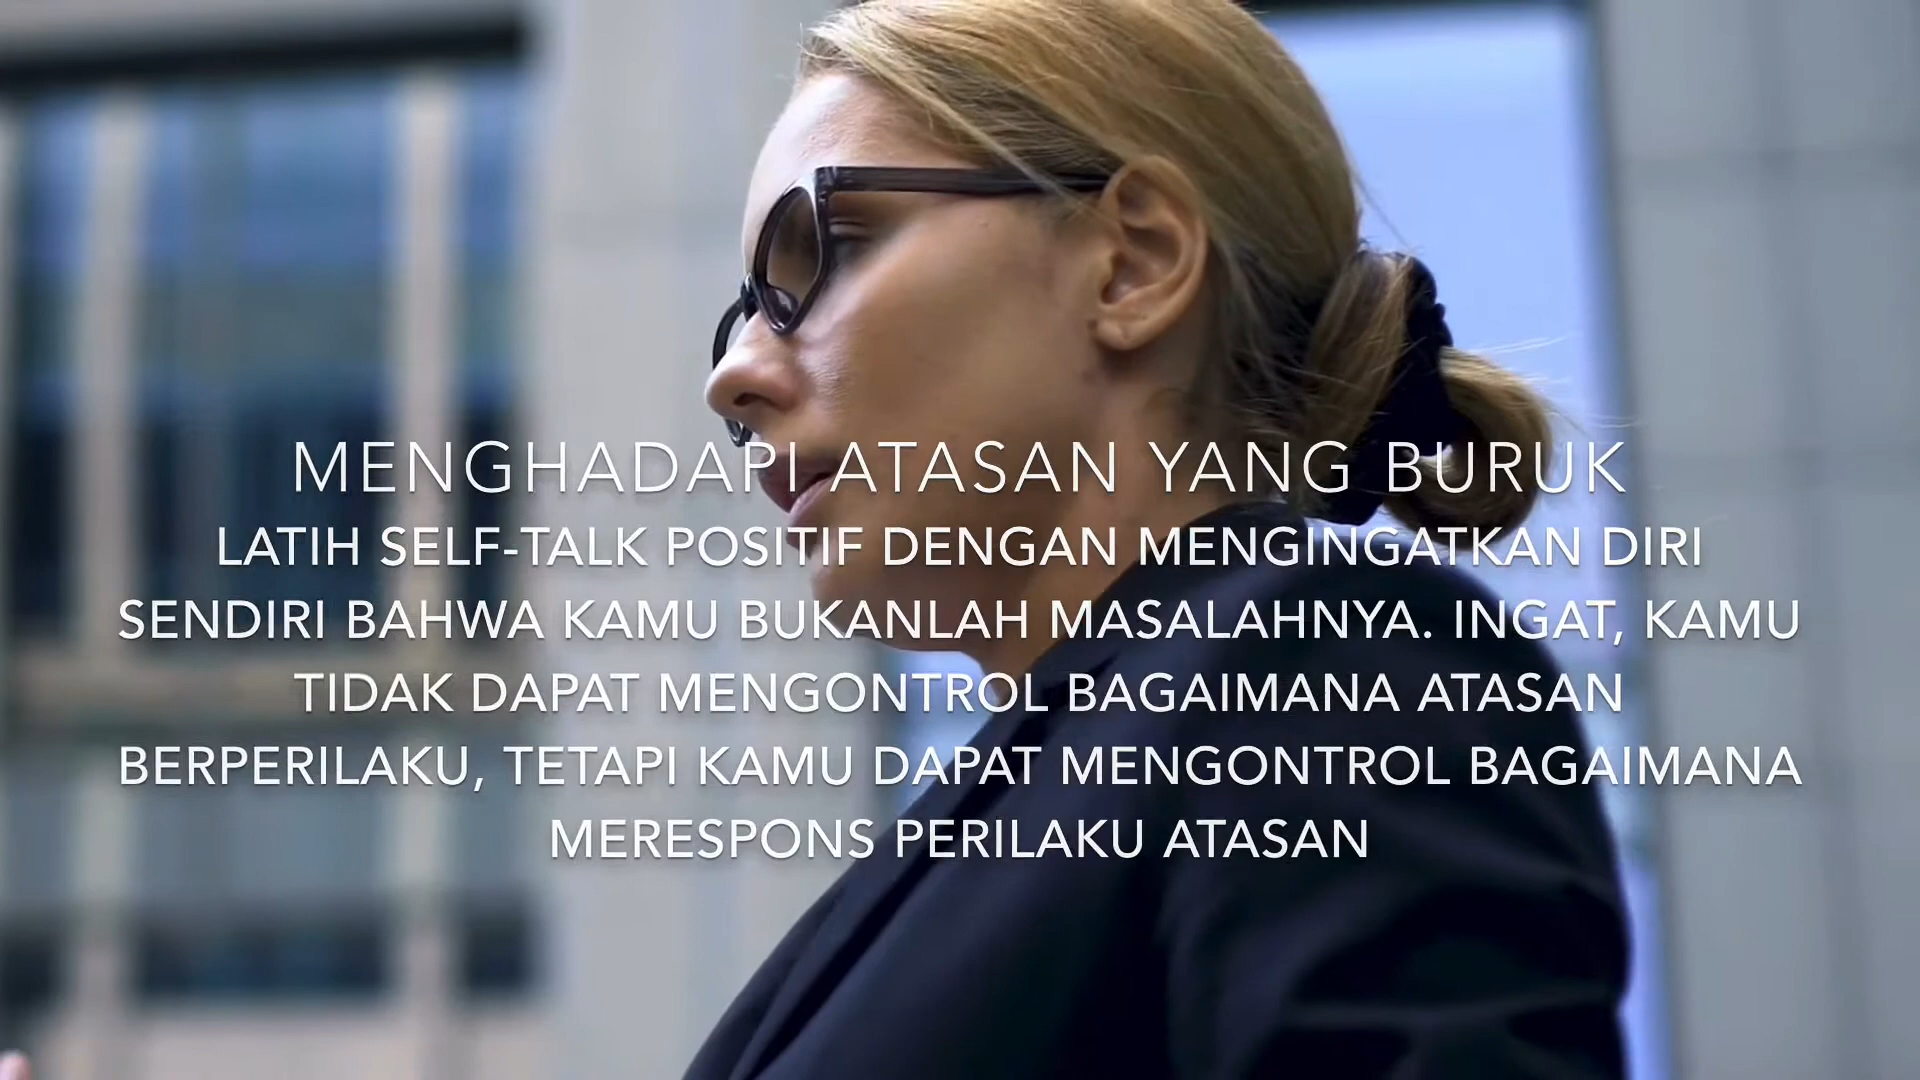 MENGHADAPI ATASAN YANG BURUK
LATIH SELF-TALK POSITIF DENGAN MENGINGATKAN DIRI
SENDIRI BAHWA KAMU BUKANLAH MASALAHNYA. INGAT, KAMU
TIDAK DAPAT MENGONTROL BAGAIMANA ATASAN
BERPERILAKU, TETAPI KAMU DAPAT MENGONTROL BAGAIMANA
MERESPONS PERILAKU ATASAN